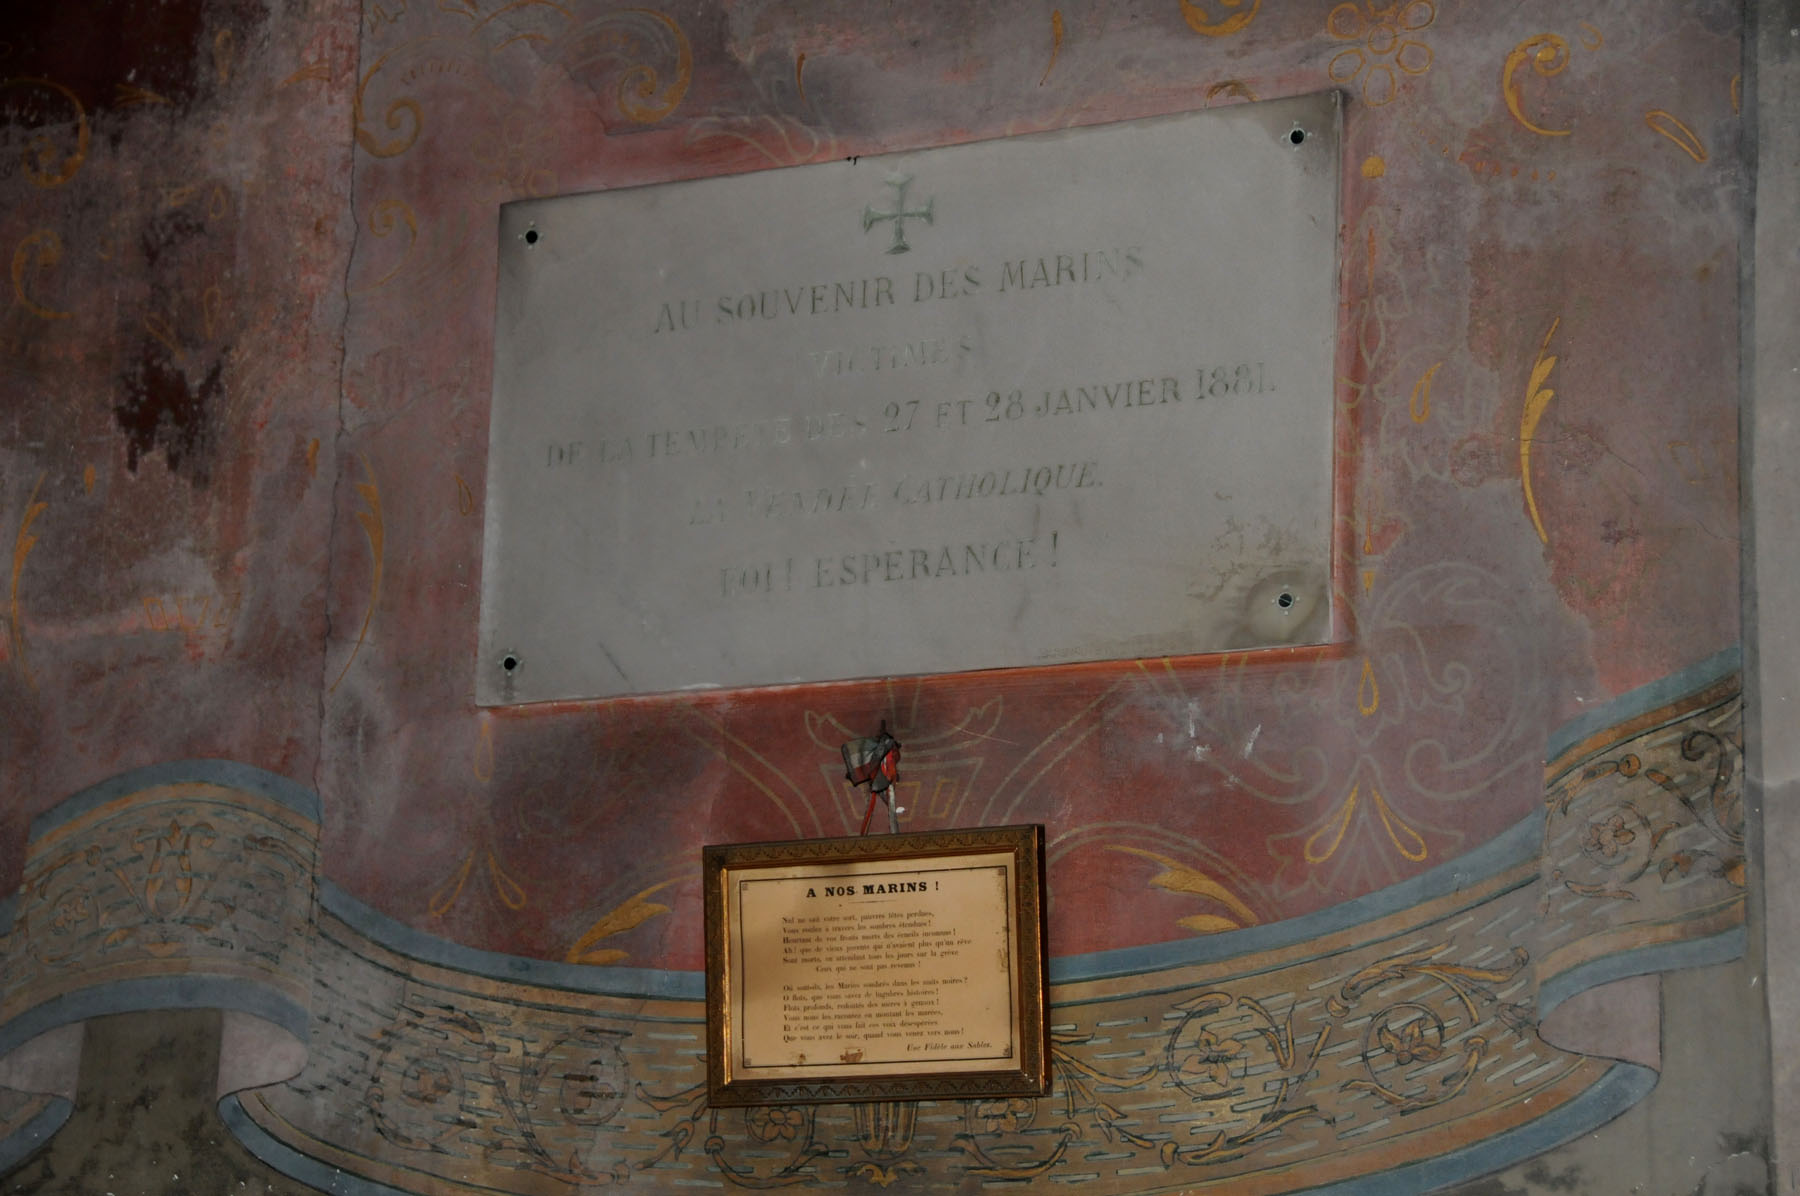 AU SOUVENIR DES MARINS
VICTIMES
DE LA TEMPETE DES 27 ET 28 JANVIER 1881.
LA VENDÉE CATHOLIQUE.
FOI! ESPÉRANCE!
A NOS MARINS !
Nul ne sait votre sort, pauvres têtes perdues,
Vous roulez à travers les sombres étendues !
Heurtant de vos fronts morts des écueils inconnus !
Ah! que de vieux parents qui n'avaient plus qu'un rêve
Sont morts, en attendant tous les jours sur la grève
Ceux qui ne sont pas revenus !
Où sont-ils, les Marins sombrés dans les nuits noires ?
O flots, que vous savez de lugubres histoires !
Flots profonds, redoutés des mères à genoux !
Vous vous les racontez en montant les marées,
Et c'est ce qui vous fait ces voix désespérées
Que vous avez le soir, quand vous venez vers nous !
Une Fidèle aux Sables.